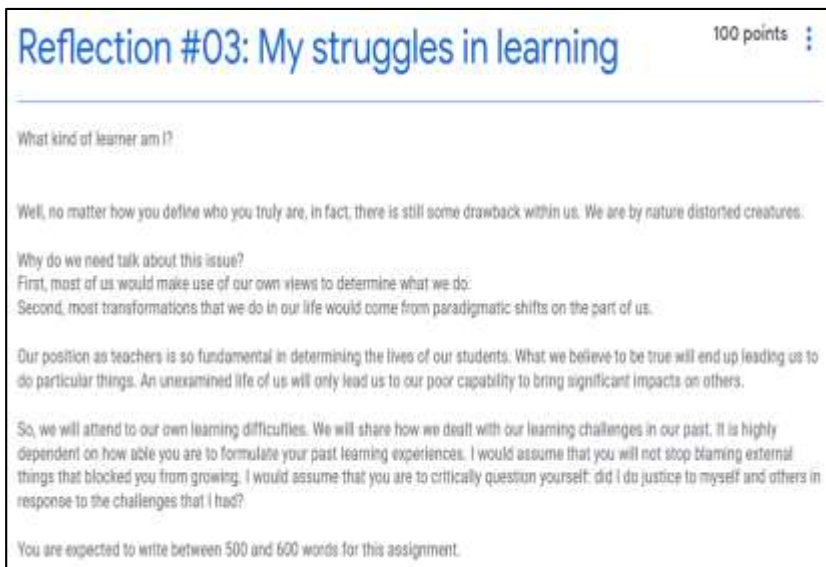 Reflection #03: My struggles in learning
100 points
What kind of learner am I?
Well, no matter how you define who you truly are, in fact, there is still some drawback within us. We are by nature distorted creatures.
Why do we need talk about this issue?
First, most of us would make use of our own views to determine what we do.
Second, most transformations that we do in our life would come from paradigmatic shifts on the part of us.
Our position as teachers is so fundamental in determining the lives of our students. What we believe to be true will end up leading us to
do particular things. An unexamined life of us will only lead us to our poor capability to bring significant impacts on others.
So, we will attend to our own learning difficulties. We will share how we dealt with our learning challenges in our past. It is highly
dependent on how able you are to formulate your past learning experiences. I would assume that you will not stop blaming external
things that blocked you from growing. I would assume that you are to critically question yourself: did I do justice to myself and others in
response to the challenges that I had?
You are expected to write between 500 and 600 words for this assignment.